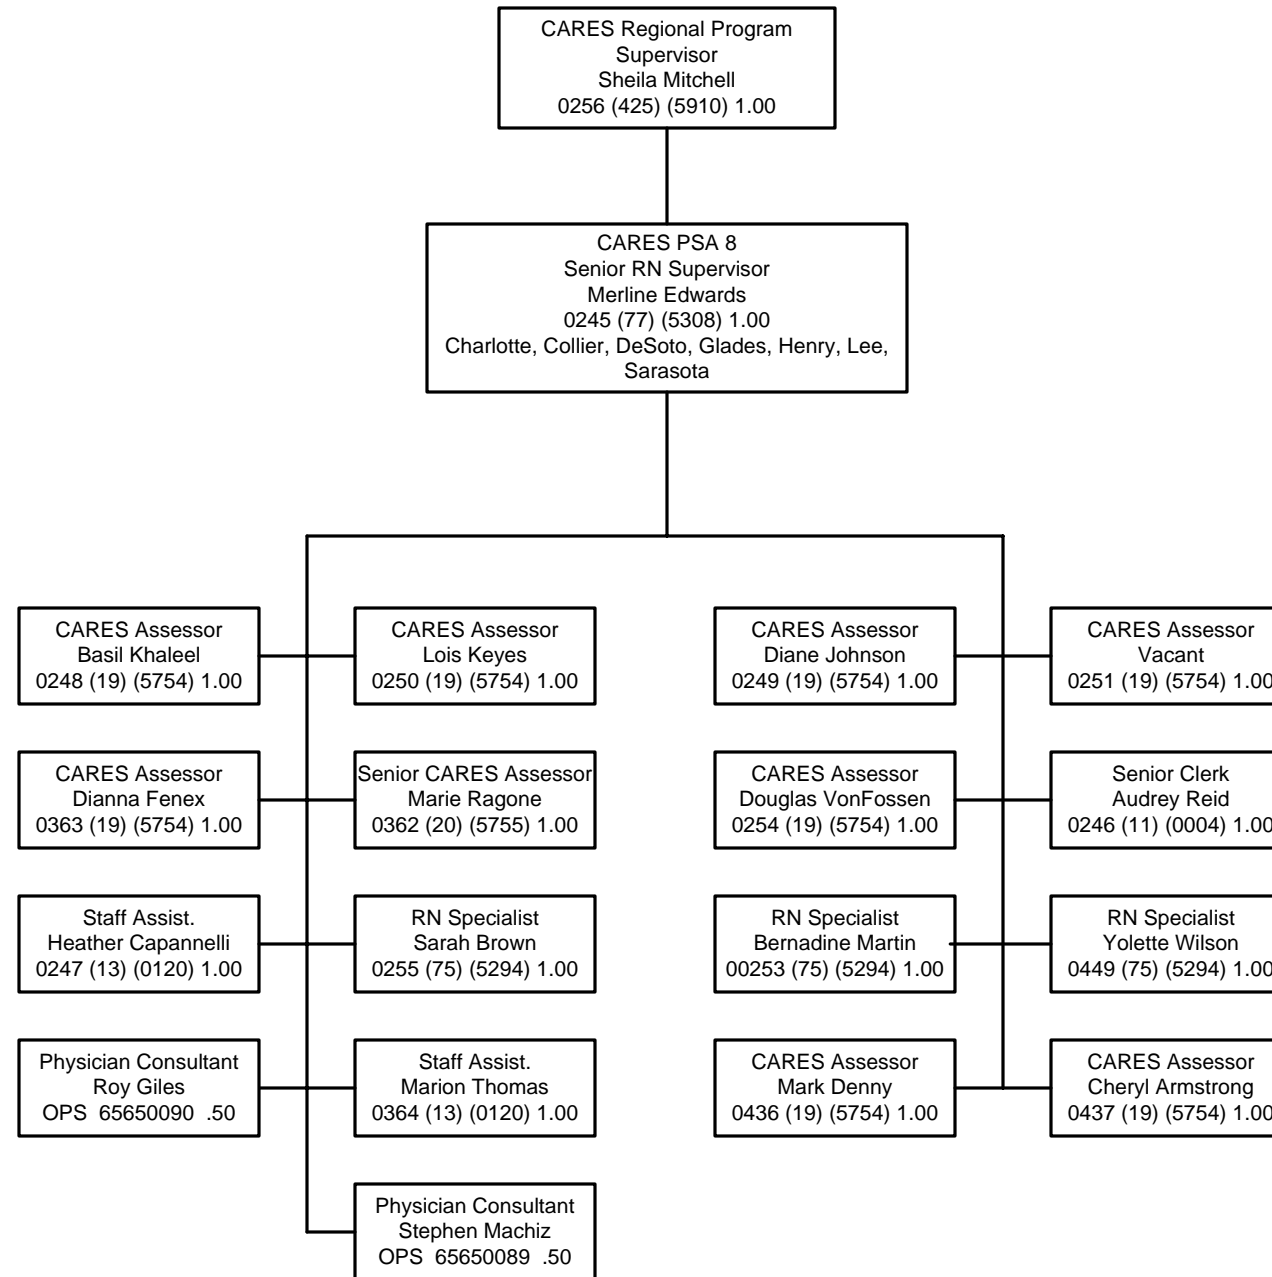 CARES Regional Program
Supervisor
Sheila Mitchell
0256 (425) (5910) 1.00
CARES PSA 8
Senior RN Supervisor
Merline Edwards
0245 (77) (5308) 1.00
Charlotte, Collier, DeSoto, Glades, Henry, Lee,
Sarasota
CARES Assessor
Basil Khaleel
0248 (19) (5754) 1.00
CARES Assessor
Lois Keyes
0250 (19) (5754) 1.00
CARES Assessor
Diane Johnson
0249 (19) (5754) 1.00
CARES Assessor
Vacant
0251 (19) (5754) 1.00
CARES Assessor
Dianna Fenex
0363 (19) (5754) 1.00
Senior CARES Assessor
Marie Ragone
0362 (20) (5755) 1.00
CARES Assessor
Douglas VonFossen
0254 (19) (5754) 1.00
Senior Clerk
Audrey Reid
0246 (11) (0004) 1.00
Staff Assist.
Heather Capannelli
0247 (13) (0120) 1.00
RN Specialist
Sarah Brown
0255 (75) (5294) 1.00
RN Specialist
Bernadine Martin
00253 (75) (5294) 1.00
RN Specialist
Yolette Wilson
0449 (75) (5294) 1.00
Physician Consultant
Roy Giles
OPS 65650090 .50
Staff Assist.
Marion Thomas
0364 (13) (0120) 1.00
CARES Assessor
Mark Denny
0436 (19) (5754) 1.00
CARES Assessor
Cheryl Armstrong
0437 (19) (5754) 1.00
Physician Consultant
Stephen Machiz
OPS 65650089 .50